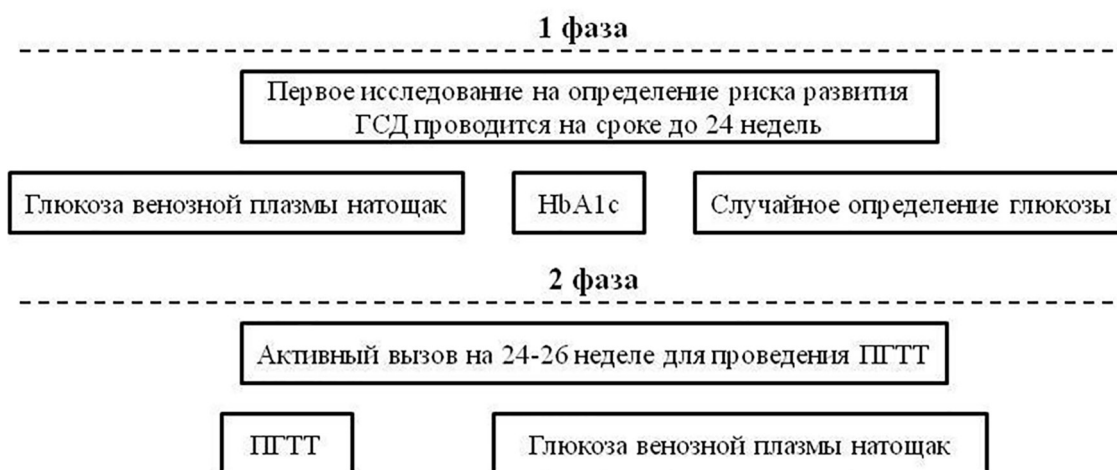 1 фаза
Первое исследование на определение риска развития
ГСД проводится на сроке до 24 недель
Глюкоза венозной плазмы натощак
HbA1c
Случайное определение глюкозы
2 фаза
Активный вызов на 24-26 неделе для проведения ПГТТ
ПГТТ
Глюкоза венозной плазмы натощак